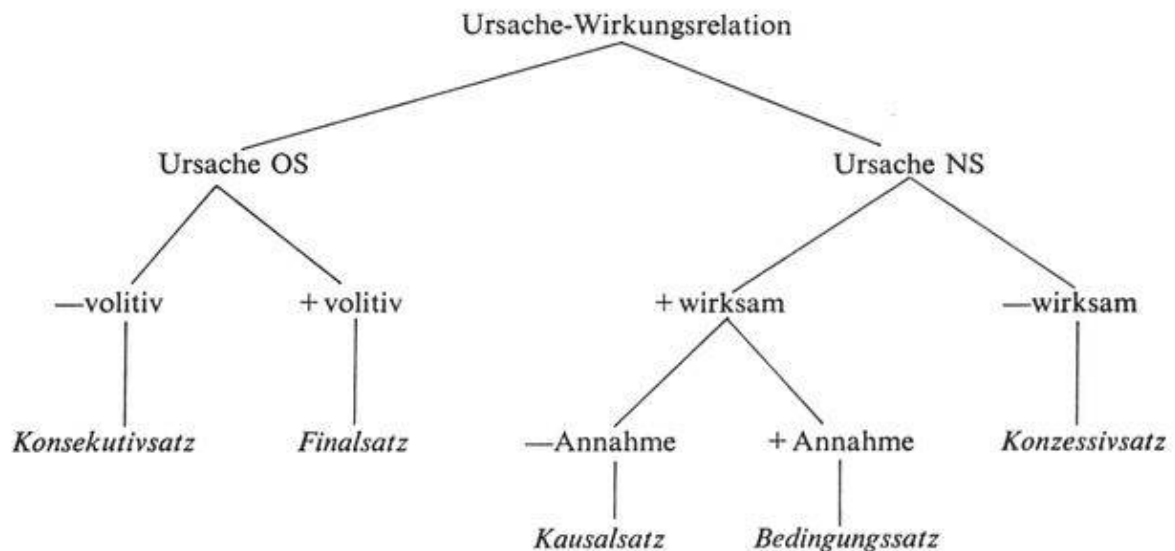 Ursache-Wirkungsrelation
Ursache OS Ursache NS
—volitiv +volitiv +wirksam —wirksam
Konsekutivsatz Finalsatz —Annahme +Annahme Konzessivsatz
Kausalsatz Bedingungssatz